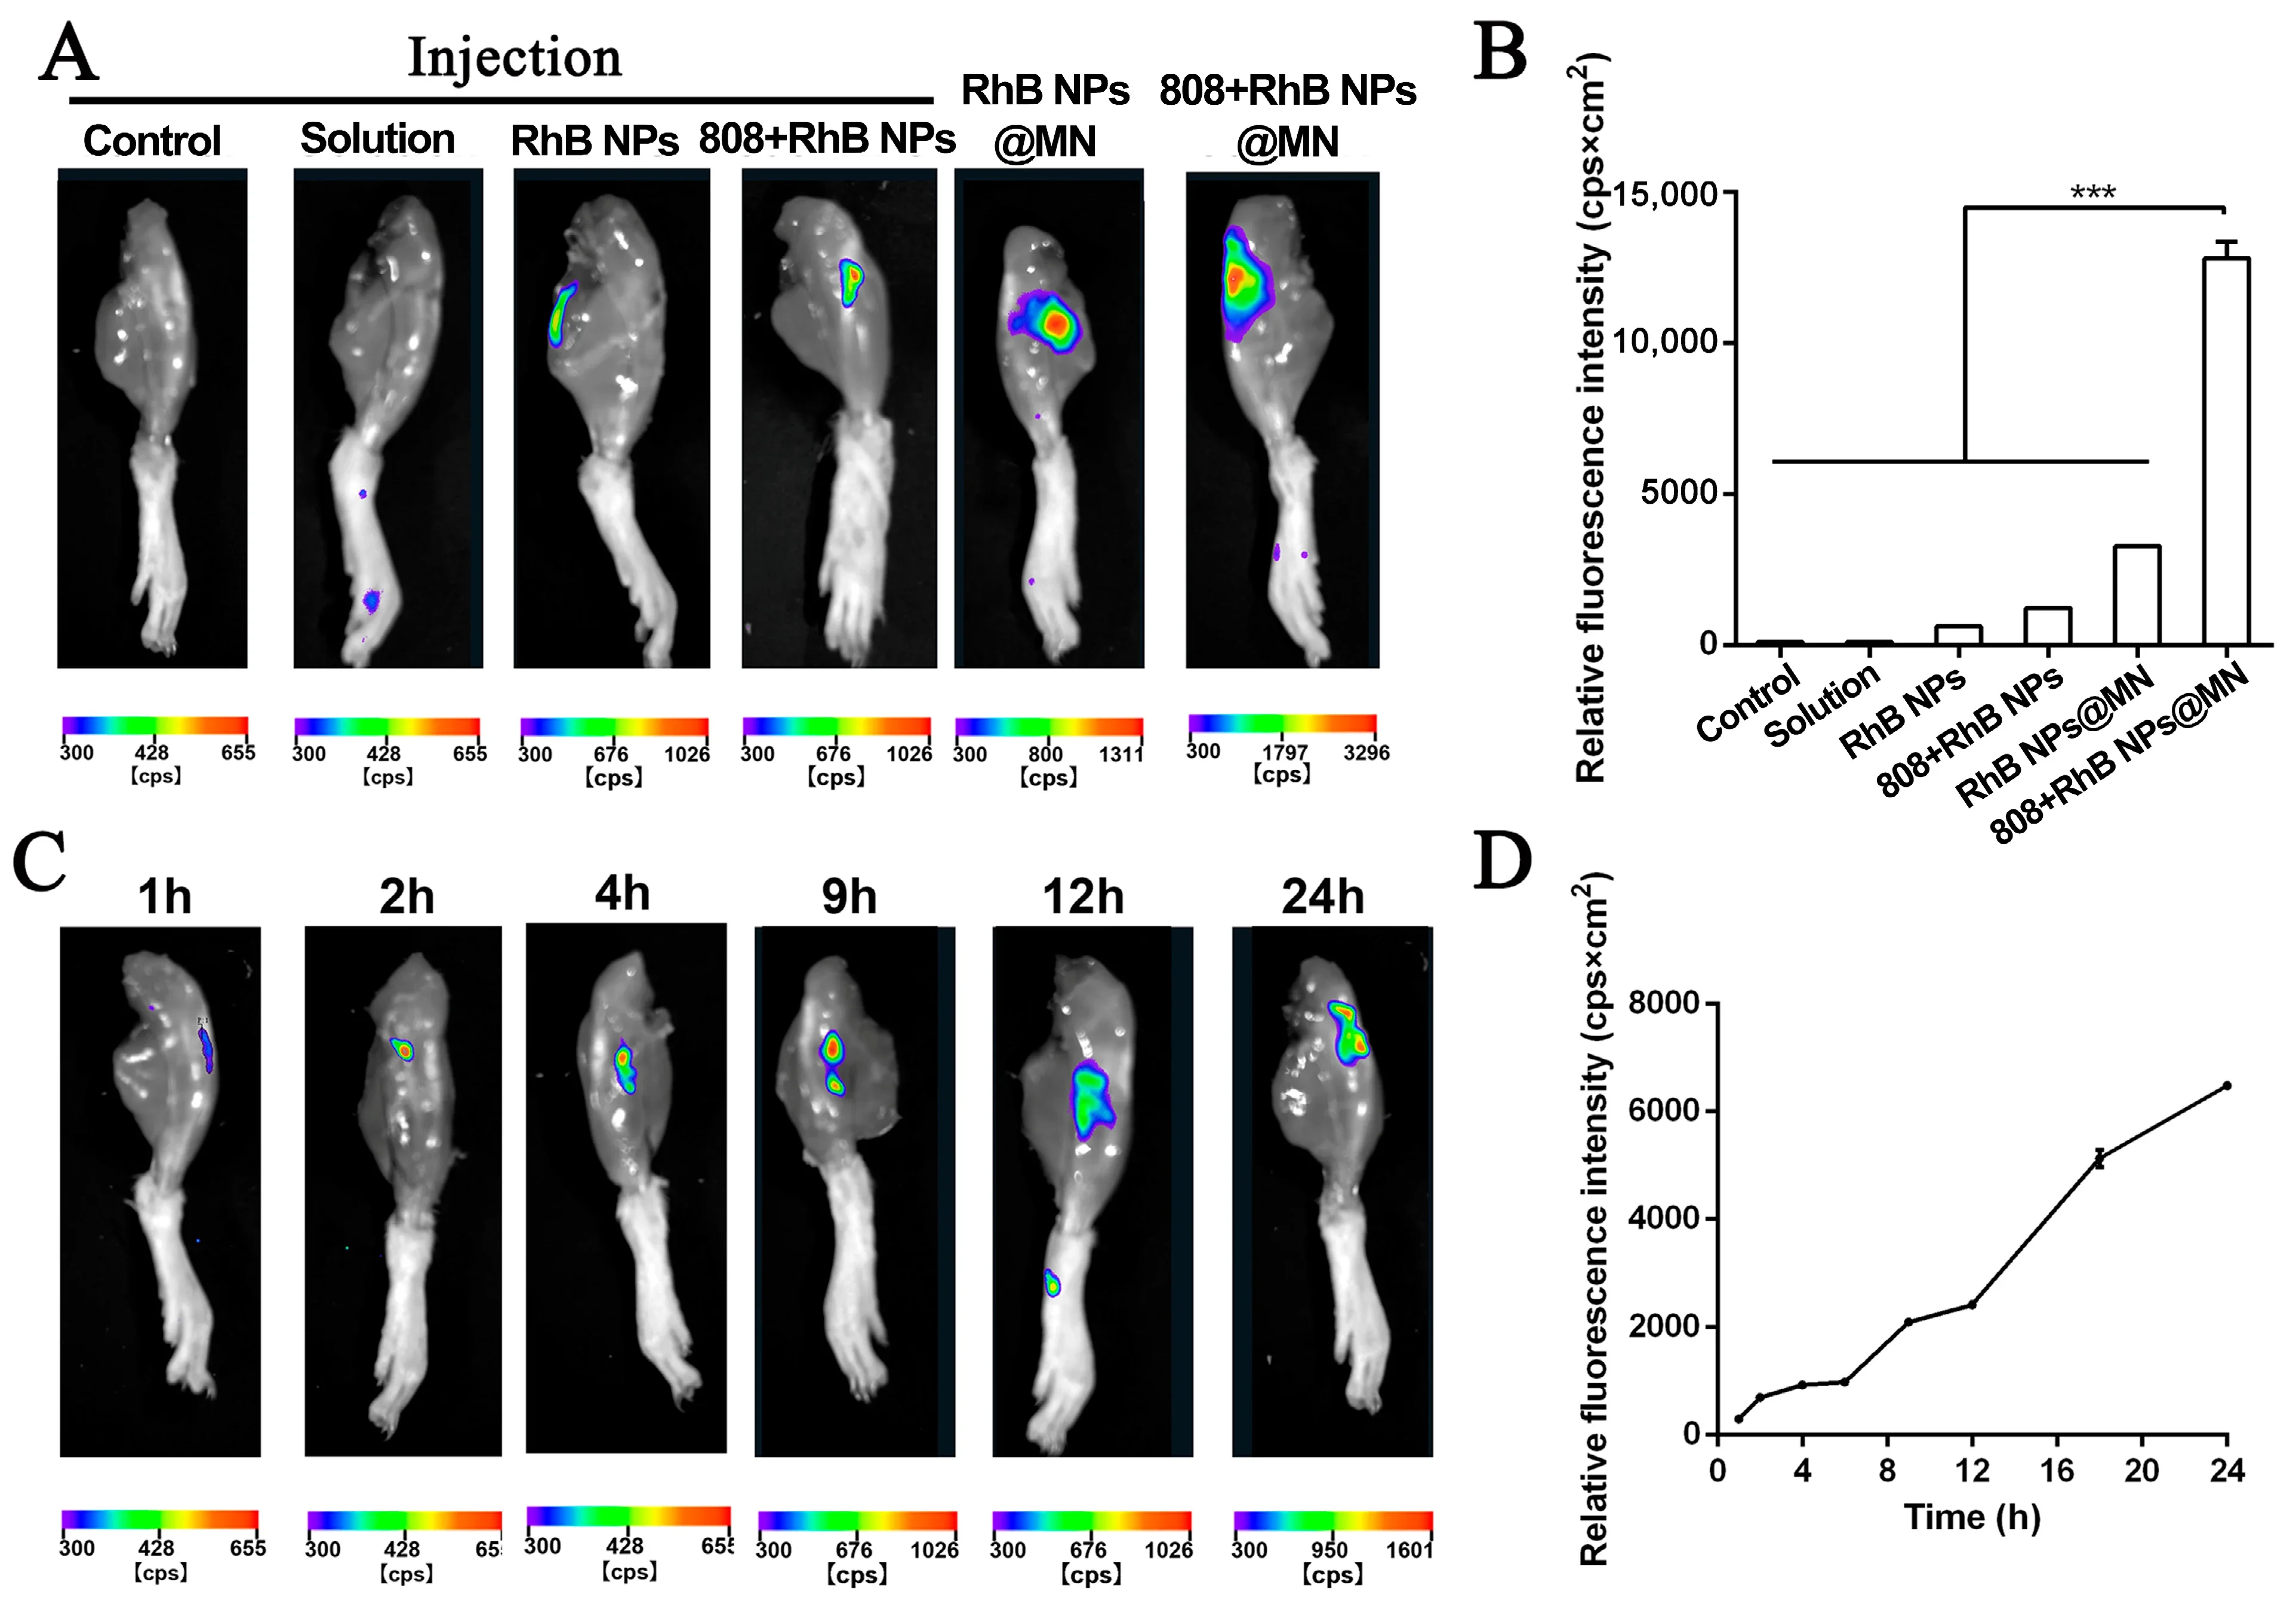 A
Injection
Control
Solution
RhB NPs
808+RhB NPs
RhB NPs
@MN
808+RhB NPs
@MN
300 428 655
【cps】
300 428 655
【cps】
300 676 1026
【cps】
300 676 1026
【cps】
300 800 1311
【cps】
300 1797 3296
【cps】
B
Relative fluorescence intensity (cps×cm²)
15,000
10,000
5000
0
***
Control
Solution
RhB NPs
808+RhB NPs
RhB NPs@MN
808+RhB NPs@MN
C
1h
2h
4h
9h
12h
24h
300 428 655
【cps】
300 428 65
【cps】
300 428 655
【cps】
300 676 1026
【cps】
300 676 1026
【cps】
300 950 1601
【cps】
D
Relative fluorescence intensity (cps×cm²)
8000
6000
4000
2000
0
0 4 8 12 16 20 24
Time (h)